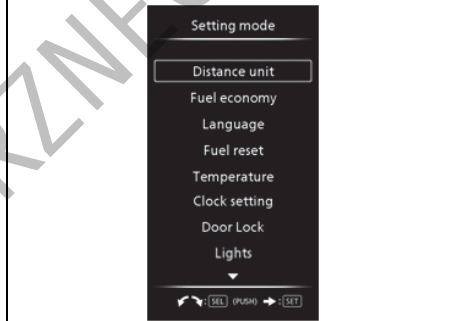 Setting mode
Distance unit
Fuel economy
Language
Fuel reset
Temperature
Clock setting
Door Lock
Lights
: SEL (PUSH) : SET